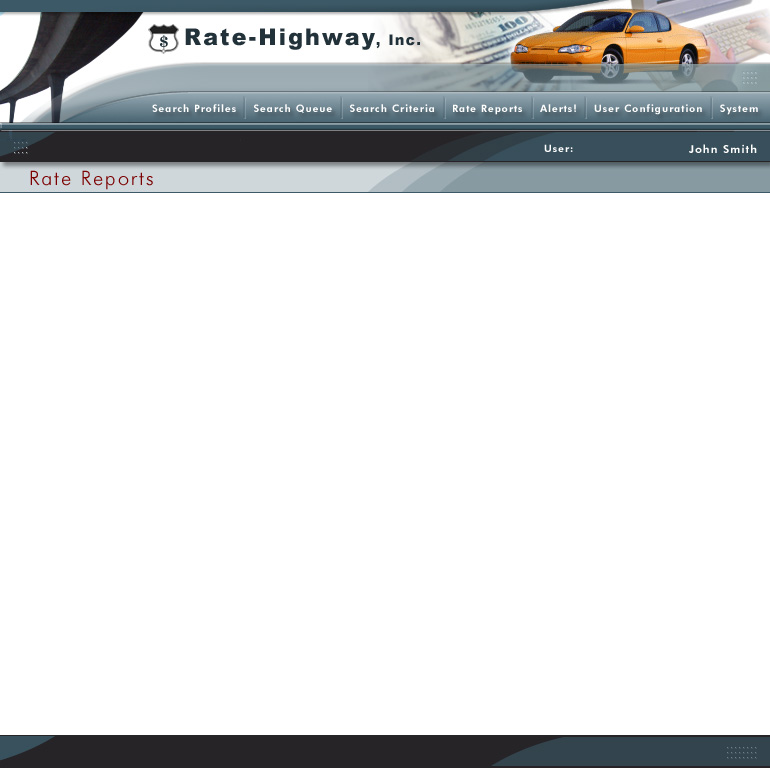 $ Rate-Highway, Inc.
100
Search Profiles Search Queue Search Criteria Rate Reports Alerts! User Configuration System
User: John Smith
Rate Reports